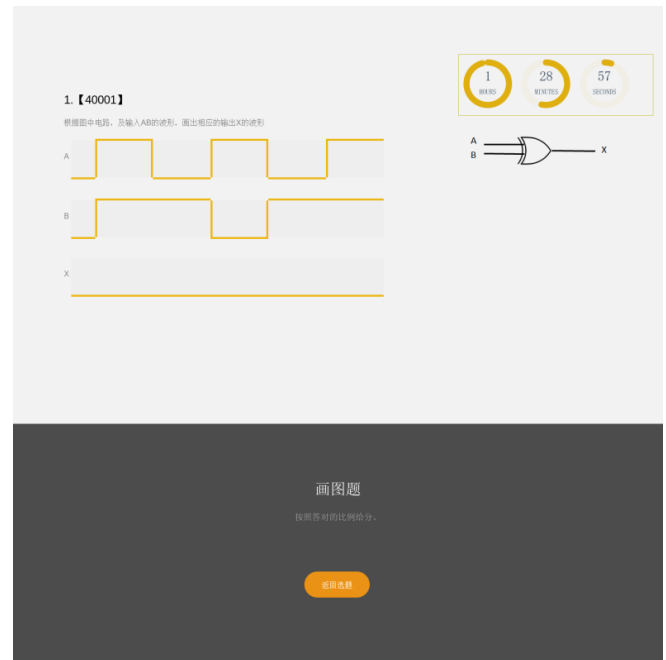 1 28 57
HOURS MINUTES SECONDS
1.【40001】
根据图中电路，及输入AB的波形，画出相应的输出X的波形
A
B
X
A
B
X
画图题
按照答对的比例给分。
返回选题